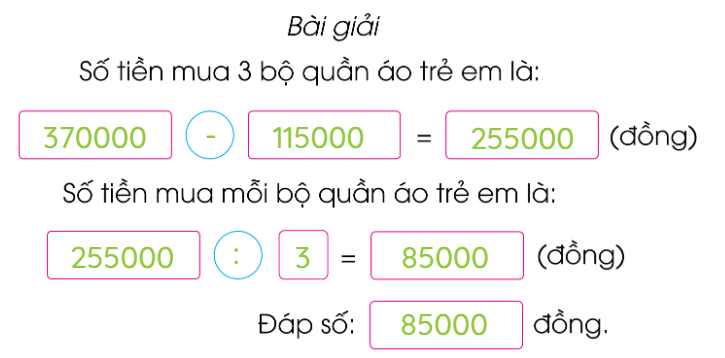 Bài giải
Số tiền mua 3 bộ quần áo trẻ em là:
370000 - 115000 = 255000 (đồng)
Số tiền mua mỗi bộ quần áo trẻ em là:
255000 : 3 = 85000 (đồng)
Đáp số: 85000 đồng.